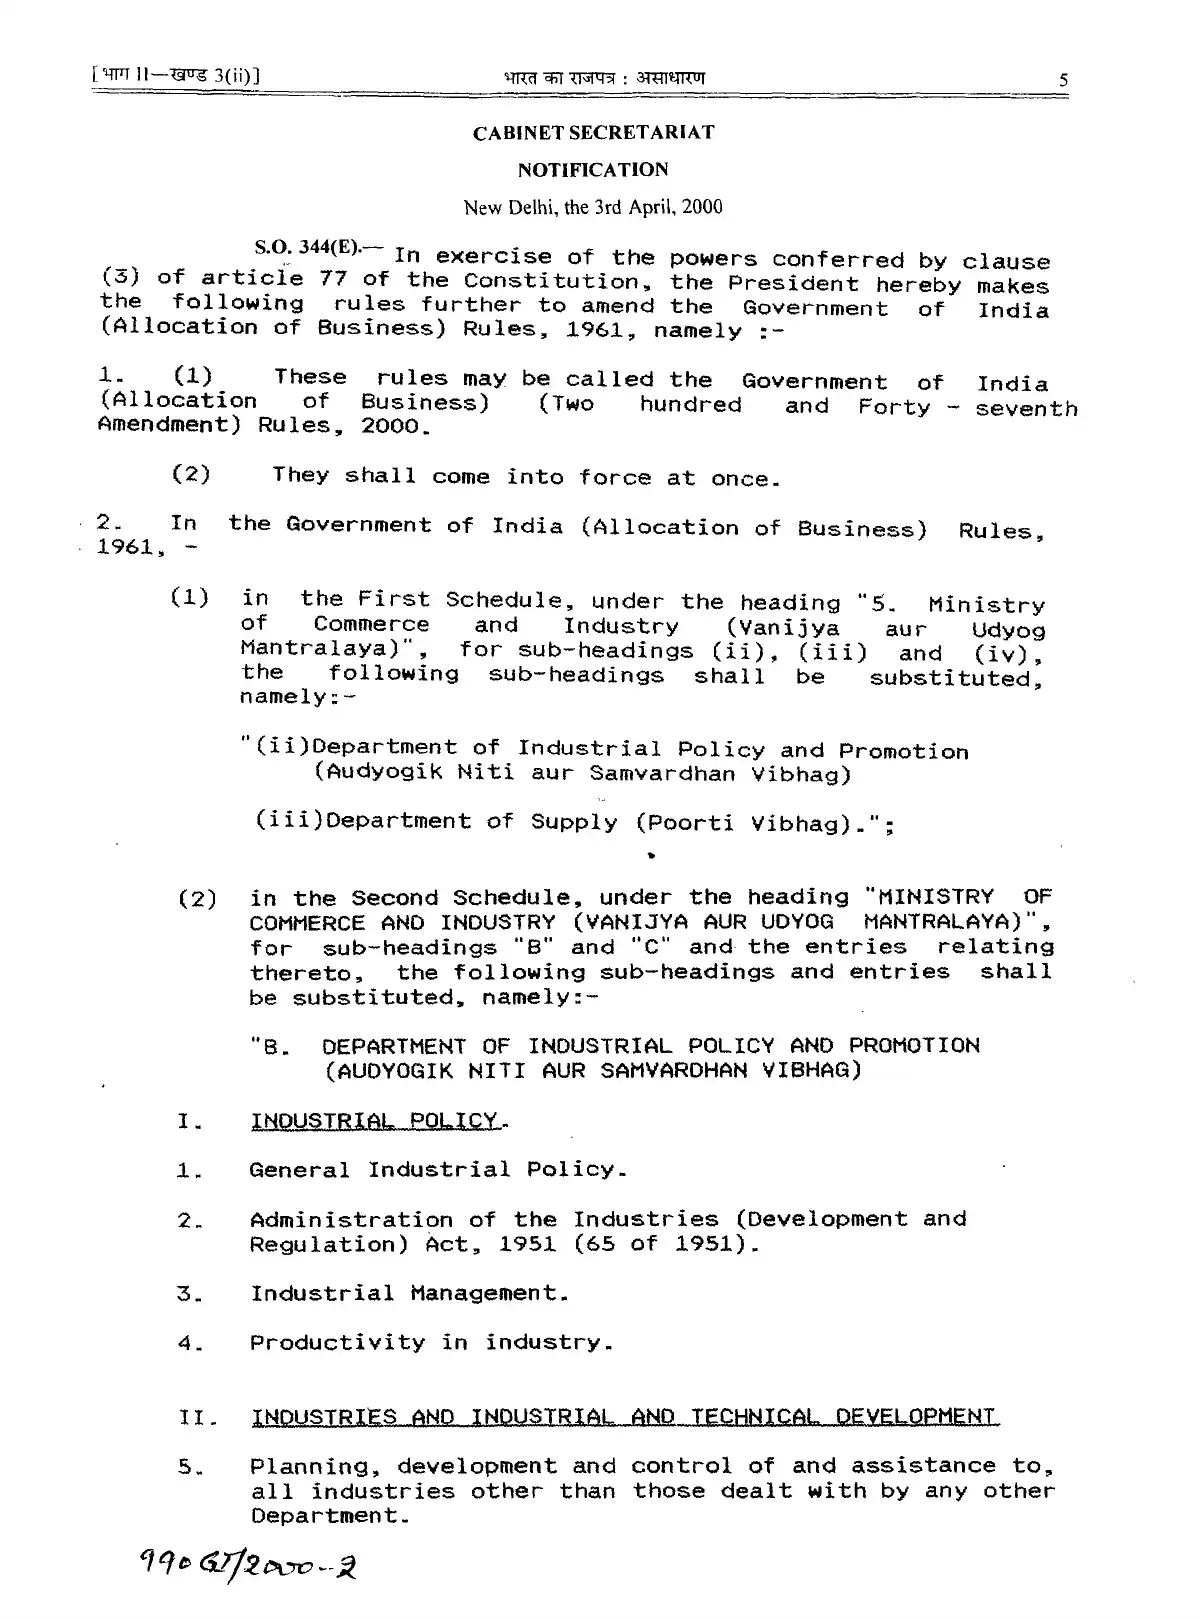 [भाग II—खण्ड 3(ii)] भारत का राजपत्र : असाधारण 5
CABINET SECRETARIAT
NOTIFICATION
New Delhi, the 3rd April, 2000
S.O. 344(E).— In exercise of the powers conferred by clause
(3) of article 77 of the Constitution, the President hereby makes
the following rules further to amend the Government of India
(Allocation of Business) Rules, 1961, namely :-
1. (1) These rules may be called the Government of India
(Allocation of Business) (Two hundred and Forty - seventh
Amendment) Rules, 2000.
(2) They shall come into force at once.
2. In the Government of India (Allocation of Business) Rules,
1961, -
(1) in the First Schedule, under the heading "5. Ministry
of Commerce and Industry (Vanijya aur Udyog
Mantralaya)", for sub-headings (ii), (iii) and (iv),
the following sub-headings shall be substituted,
namely:-
"(ii)Department of Industrial Policy and Promotion
(Audyogik Niti aur Samvardhan Vibhag)
(iii)Department of Supply (Poorti Vibhag).";
(2) in the Second Schedule, under the heading "MINISTRY OF
COMMERCE AND INDUSTRY (VANIJYA AUR UDYOG MANTRALAYA)",
for sub-headings "B" and "C" and the entries relating
thereto, the following sub-headings and entries shall
be substituted, namely:-
"B. DEPARTMENT OF INDUSTRIAL POLICY AND PROMOTION
(AUDYOGIK NITI AUR SAMVARDHAN VIBHAG)
I. INDUSTRIAL POLICY.
1. General Industrial Policy.
2. Administration of the Industries (Development and
Regulation) Act, 1951 (65 of 1951).
3. Industrial Management.
4. Productivity in industry.
II. INDUSTRIES AND INDUSTRIAL AND TECHNICAL DEVELOPMENT
5. Planning, development and control of and assistance to,
all industries other than those dealt with by any other
Department.
990 GI/2000--2